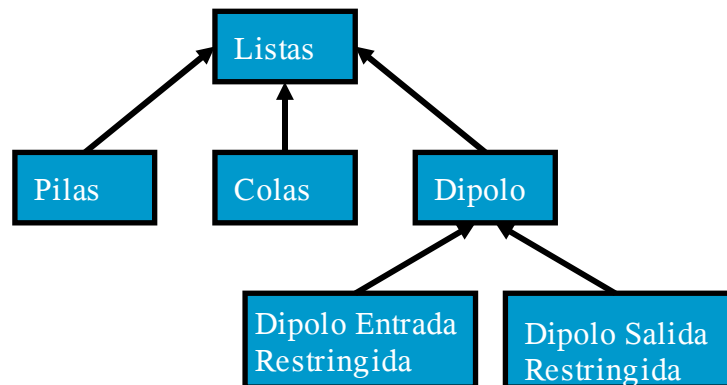 Listas
Pilas
Colas
Dipolo
Dipolo Entrada
Restringida
Dipolo Salida
Restringida